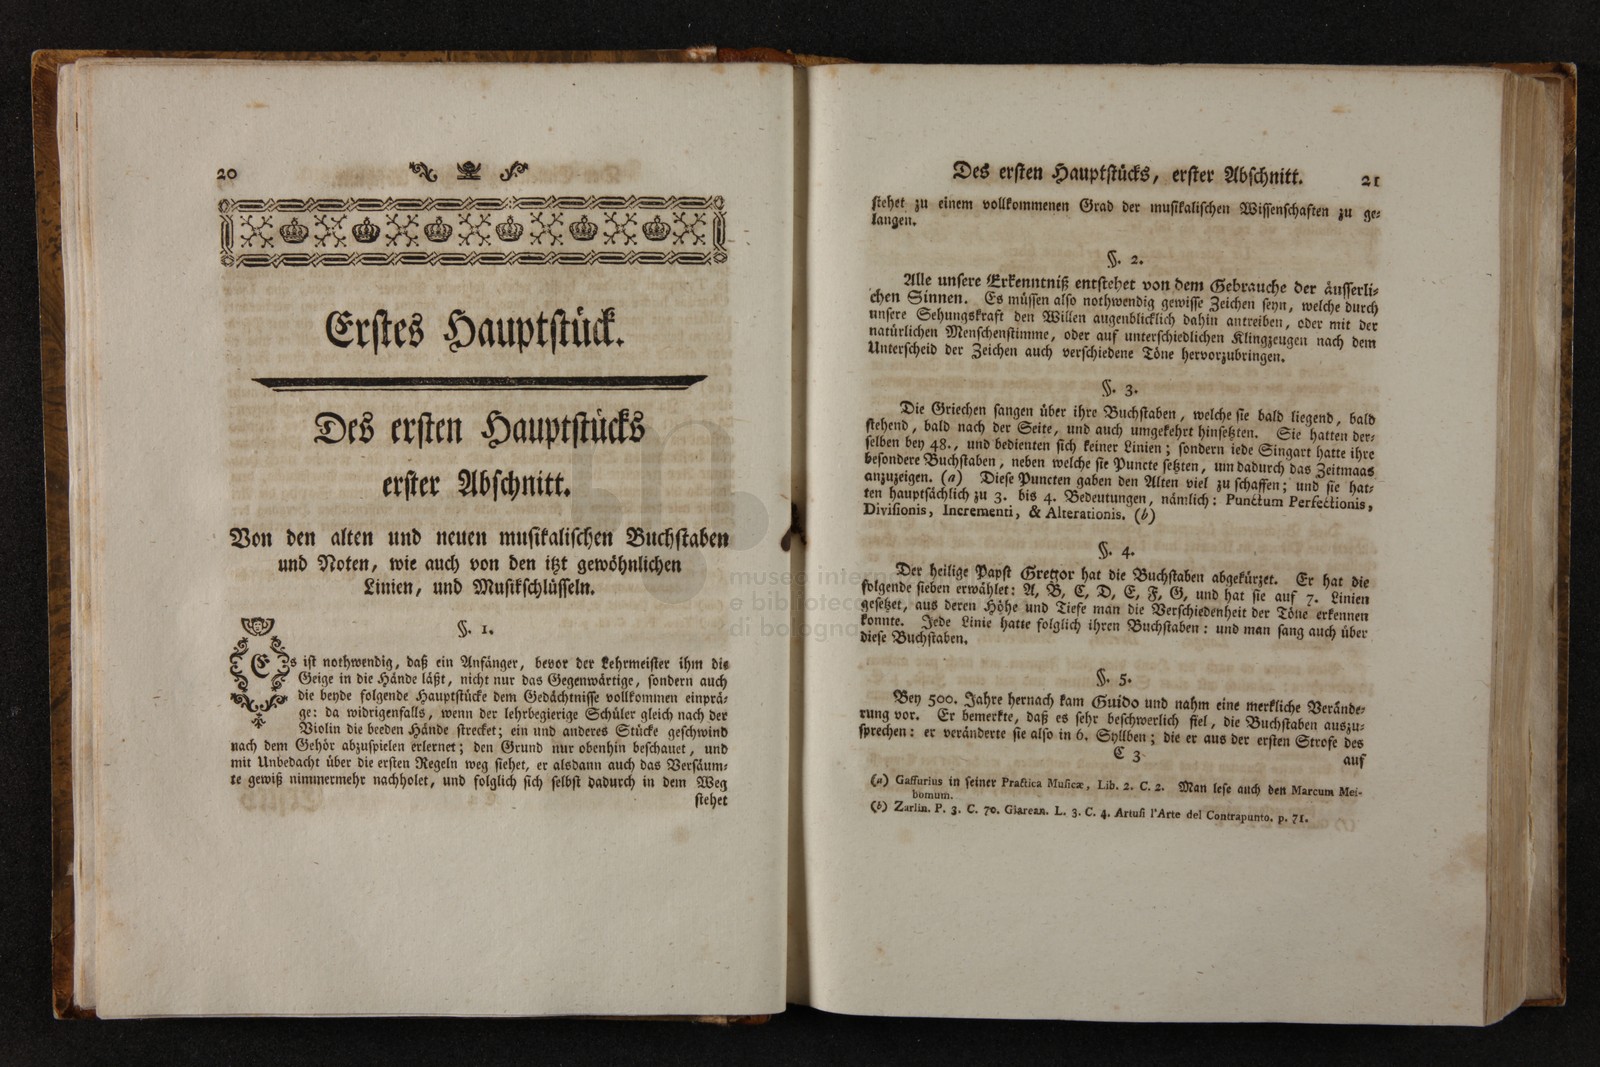 20
Erstes Hauptstück.
Des ersten Hauptstücks
erster Abschnitt.
Von den alten und neuen musikalischen Buchstaben
und Noten, wie auch von den itzt gewöhnlichen
Linien, und Musikschlüsseln.
§. 1.
Es ist nothwendig, daß ein Anfänger, bevor der Lehrmeister ihm die
Geige in die Hände läßt, nicht nur das Gegenwärtige, sondern auch
die beyde folgende Hauptstücke dem Gedächtnisse vollkommen einprä-
ge: da widrigenfalls, wenn der lehrbegierige Schüler gleich nach der
Violin die beeden Hände strecket; ein und anderes Stücke geschwind
nach dem Gehör abzuspielen erlernet; den Grund nur obenhin beschauet, und
mit Unbedacht über die ersten Regeln weg siehet, er alsdann auch das Versäum-
te gewiß nimmermehr nachholet, und folglich sich selbst dadurch in dem Weg
stehet
Des ersten Hauptstücks, erster Abschnitt. 21
stehet zu einem vollkommenen Grad der musikalischen Wissenschaften zu ge-
langen.
§. 2.
Alle unsere Erkenntniß entstehet von dem Gebrauche der äusserli-
chen Sinnen. Es müssen also nothwendig gewisse Zeichen seyn, welche durch
unsere Sehungskraft den Willen augenblicklich dahin antreiben, oder mit der
natürlichen Menschenstimme, oder auf unterschiedlichen Klingzeugen nach dem
Unterscheid der Zeichen auch verschiedene Töne hervorzubringen.
§. 3.
Die Griechen sangen über ihre Buchstaben, welche sie bald liegend, bald
stehend, bald nach der Seite, und auch umgekehrt hinsetzten. Sie hatten der-
selben bey 48., und bedienten sich keiner Linien; sondern iede Singart hatte ihre
besondere Buchstaben, neben welche sie Puncte setzten, um dadurch das Zeitmaas
anzuzeigen. (a) Diese Puncten gaben den Alten viel zu schaffen; und sie hat-
ten hauptsächlich zu 3. bis 4. Bedeutungen, nämlich: Punctum Perfectionis,
Divisionis, Incrementi, & Alterationis. (b)
§. 4.
Der heilige Papst Gregor hat die Buchstaben abgekürzet. Er hat die
folgende sieben erwählet: A, B, C, D, E, F, G, und hat sie auf 7. Linien
gesetzet, aus deren Höhe und Tiefe man die Verschiedenheit der Töne erkennen
konnte. Jede Linie hatte folglich ihren Buchstaben: und man sang auch über
diese Buchstaben.
§. 5.
Bey 500. Jahre hernach kam Guido und nahm eine merkliche Verände-
rung vor. Er bemerkte, daß es sehr beschwerlich fiel, die Buchstaben auszu-
sprechen: er veränderte sie also in 6. Syllben; die er aus der ersten Strofe des
C 3 auf
(a) Gaffurius in seiner Practica Musicæ, Lib. 2. C. 2. Man lese auch den Marcum Mei-
bomum.
(b) Zarlin. P. 3. C. 70. Glarean. L. 3. C. 4. Artusi l'Arte del Contrapunto. p. 71.
museo interna
e biblioteca
di bologna